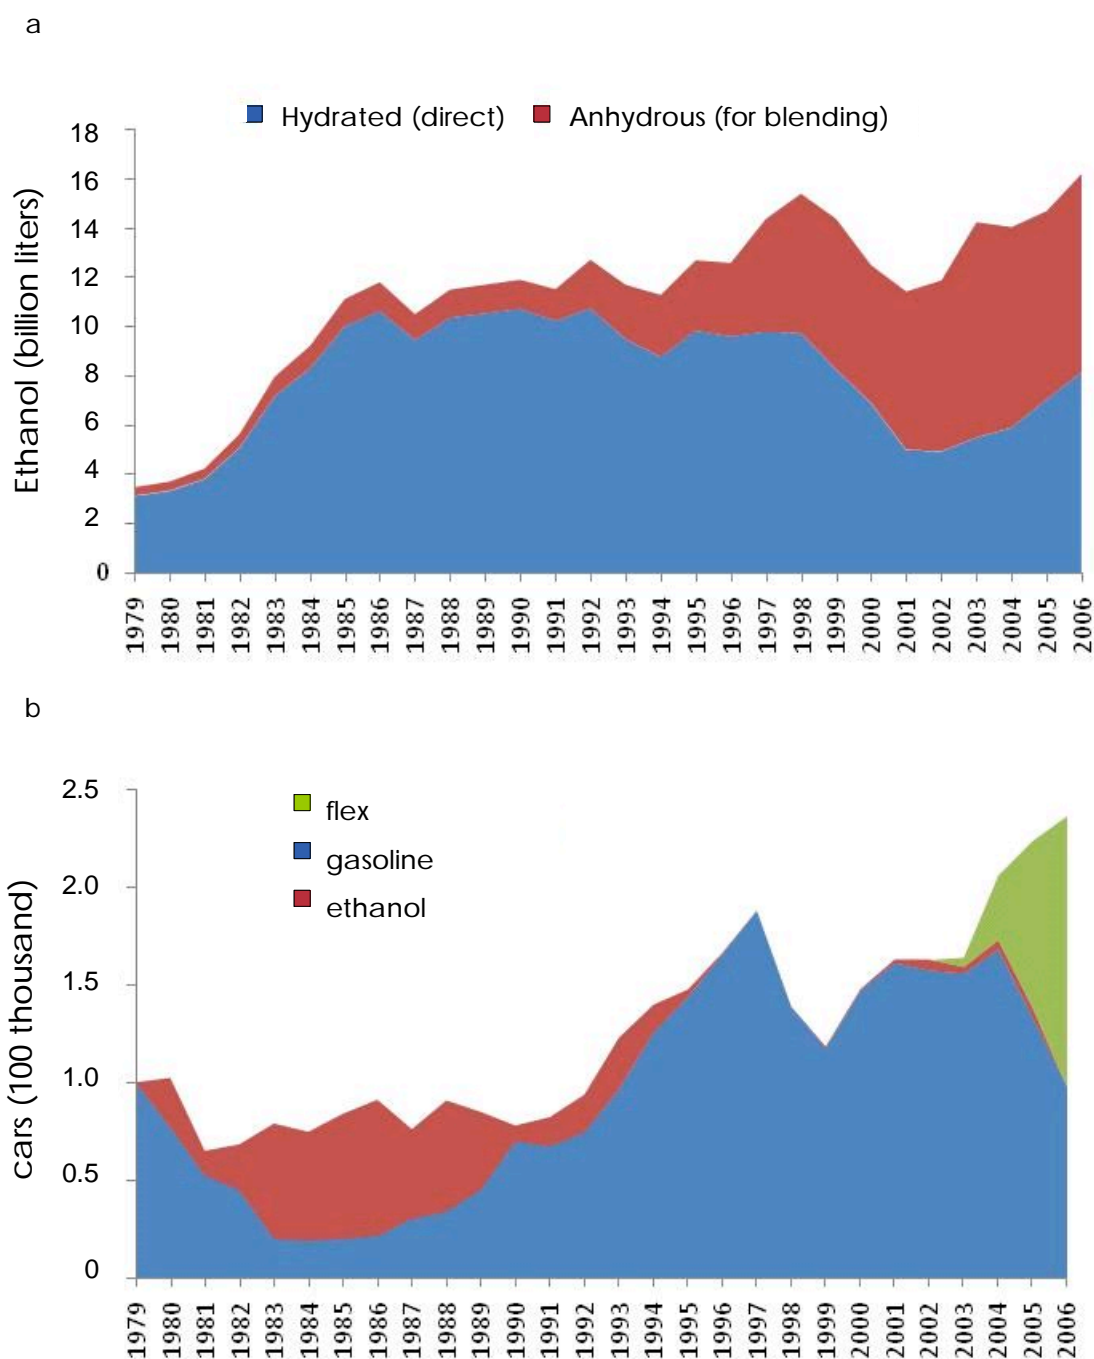 a
Hydrated (direct) Anhydrous (for blending)
Ethanol (billion liters)
18
16
14
12
10
8
6
4
2
0
1979 1980 1981 1982 1983 1984 1985 1986 1987 1988 1989 1990 1991 1992 1993 1994 1995 1996 1997 1998 1999 2000 2001 2002 2003 2004 2005 2006
b
flex
gasoline
ethanol
cars (100 thousand)
2.5
2.0
1.5
1.0
0.5
0
1979 1980 1981 1982 1983 1984 1985 1986 1987 1988 1989 1990 1991 1992 1993 1994 1995 1996 1997 1998 1999 2000 2001 2002 2003 2004 2005 2006